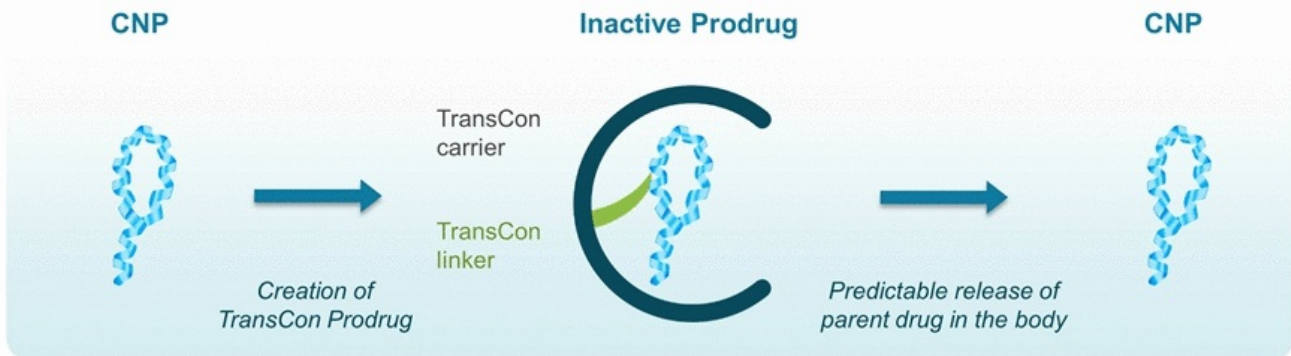 CNP
Inactive Prodrug
CNP
TransCon
carrier
TransCon
linker
Creation of
TransCon Prodrug
Predictable release of
parent drug in the body